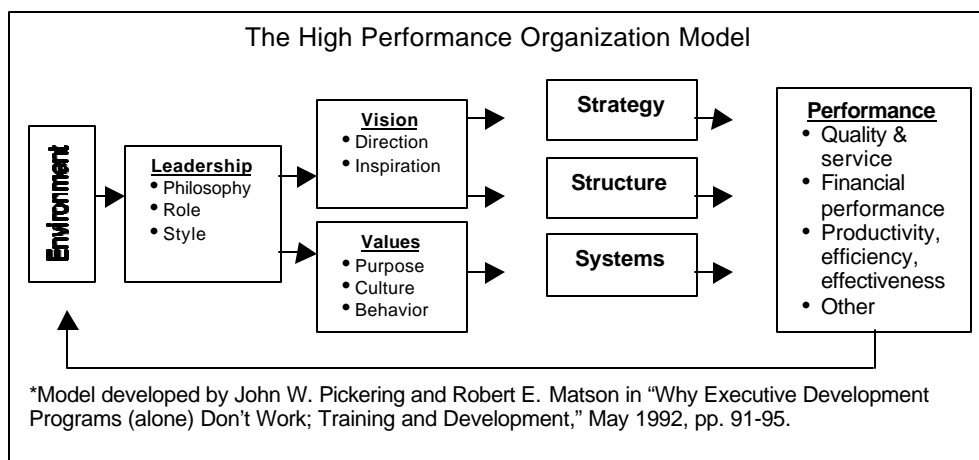 The High Performance Organization Model
Environment
Leadership
• Philosophy
• Role
• Style
Vision
• Direction
• Inspiration
Values
• Purpose
• Culture
• Behavior
Strategy
Structure
Systems
Performance
• Quality &
service
• Financial
performance
• Productivity,
efficiency,
effectiveness
• Other
*Model developed by John W. Pickering and Robert E. Matson in “Why Executive Development
Programs (alone) Don’t Work; Training and Development,” May 1992, pp. 91-95.